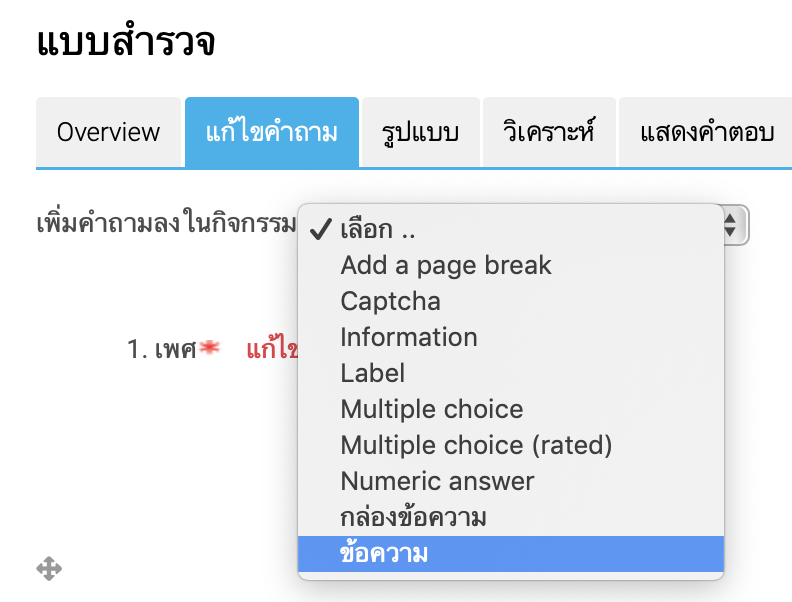 แบบสำรวจ
Overview แก้ไขคำถาม รูปแบบ วิเคราะห์ แสดงคำตอบ
เพิ่มคำถามลงในกิจกรรม
✓ เลือก ..
Add a page break
Captcha
Information
Label
Multiple choice
Multiple choice (rated)
Numeric answer
กล่องข้อความ
ข้อความ
1. เพศ* แก้ไข